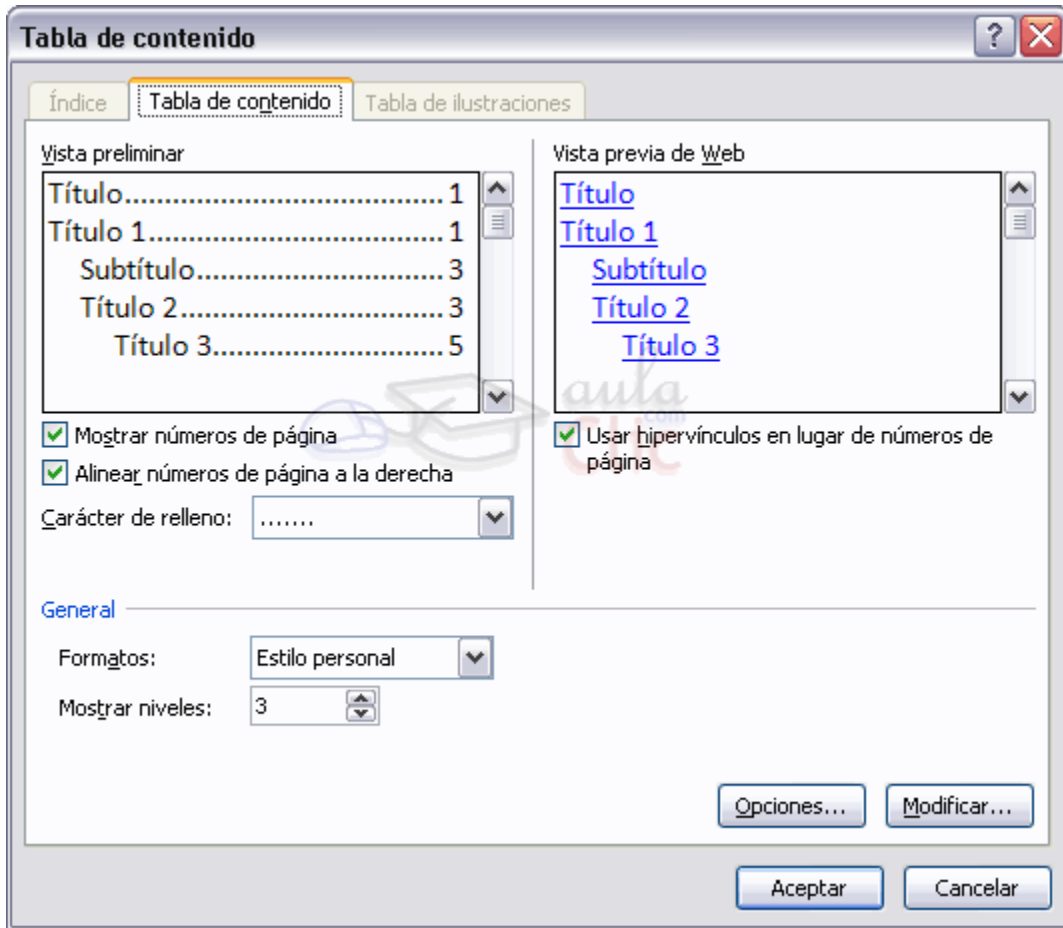 Tabla de contenido
Índice
Tabla de contenido
Tabla de ilustraciones
Vista preliminar
Título........................................ 1
Título 1..................................... 1
Subtítulo............................... 3
Título 2................................. 3
Título 3............................. 5
Vista previa de Web
Título
Título 1
Subtítulo
Título 2
Título 3
Mostrar números de página
Alinear números de página a la derecha
Carácter de relleno: .......
Usar hipervínculos en lugar de números de
página
aula
.com
CLIC
General
Formatos: Estilo personal
Mostrar niveles: 3
Opciones... Modificar...
Aceptar Cancelar